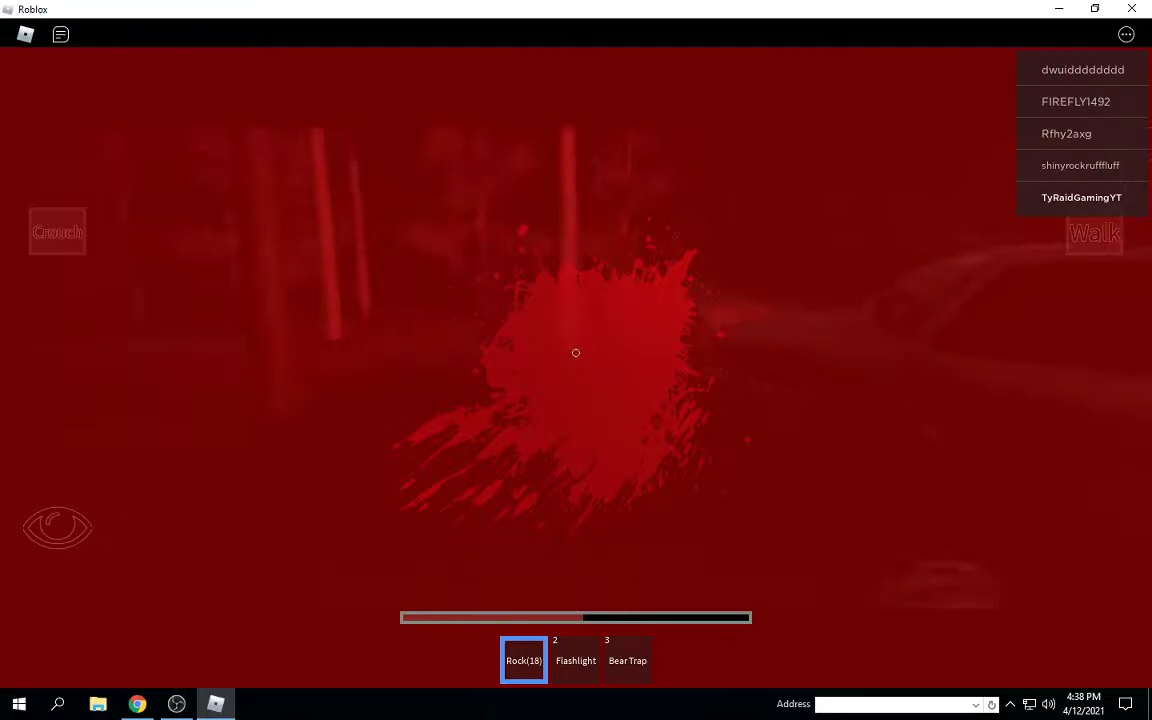 Roblox
dwuidddddddd
FIREFLY1492
Rfhy2axg
shinyrockrufffluff
TyRaidGamingYT
Crouch
Walk
2
3
Rock(18)
Flashlight
Bear Trap
Address
4:38 PM
4/12/2021